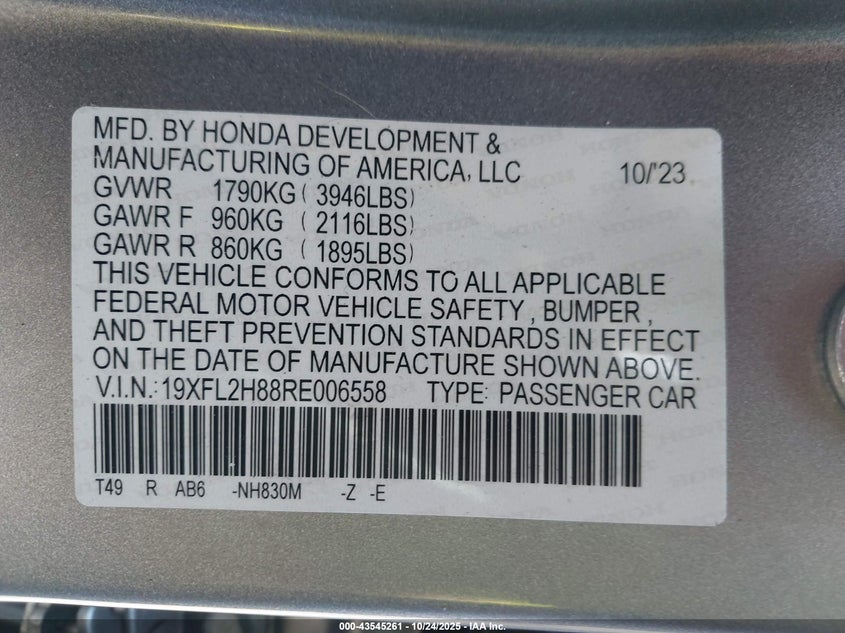 MFD. BY HONDA DEVELOPMENT &
MANUFACTURING OF AMERICA, LLC 10/'23
GVWR 1790KG ( 3946LBS)
GAWR F 960KG ( 2116LBS)
GAWR R 860KG ( 1895LBS)
THIS VEHICLE CONFORMS TO ALL APPLICABLE
FEDERAL MOTOR VEHICLE SAFETY , BUMPER ,
AND THEFT PREVENTION STANDARDS IN EFFECT
ON THE DATE OF MANUFACTURE SHOWN ABOVE.
V.I.N.: 19XFL2H88RE006558 TYPE: PASSENGER CAR
T49 R AB6 -NH830M -Z -E
000-43545261 - 10/24/2025 - IAA Inc.